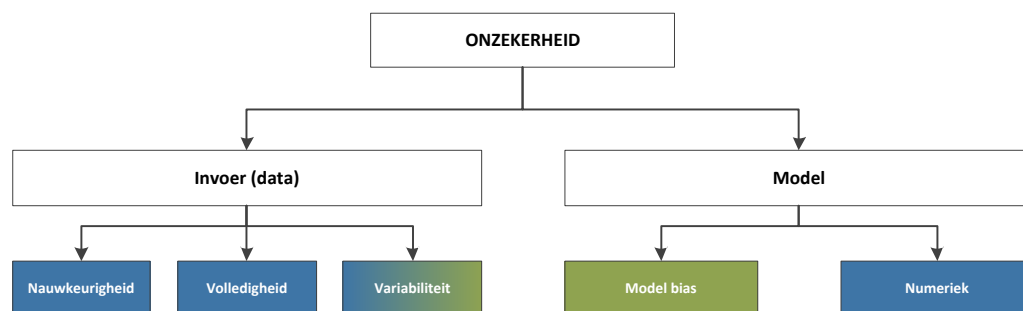 ONZEKERHEID
Invoer (data)
Model
Nauwkeurigheid
Volledigheid
Variabiliteit
Model bias
Numeriek